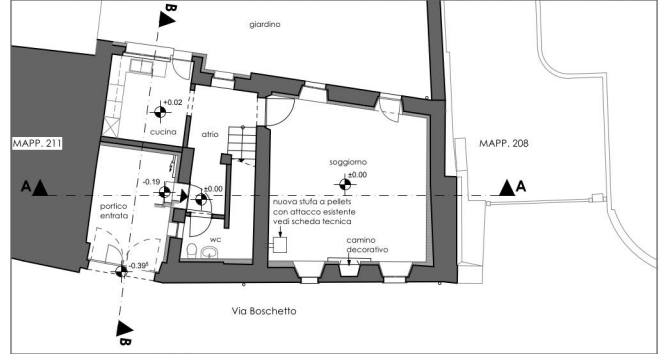 B
giardino
+0.02
cucina
atrio
MAPP. 211
MAPP. 208
soggiorno
±0.00
A
-0.19
±0.00
A
portico
entrata
nuova stufa a pellets
con attacco esistente
vedi scheda tecnica
wc
camino
decorativo
-0.39⁵
Via Boschetto
B